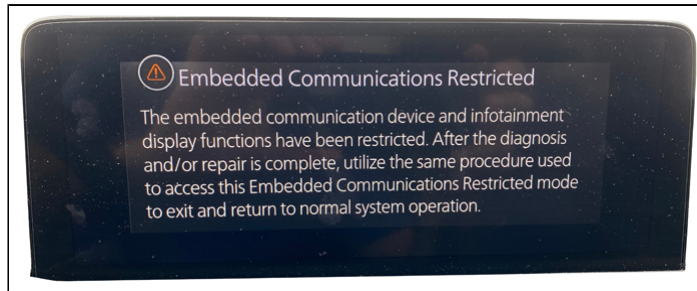 Embedded Communications Restricted
The embedded communication device and infotainment
display functions have been restricted. After the diagnosis
and/or repair is complete, utilize the same procedure used
to access this Embedded Communications Restricted mode
to exit and return to normal system operation.